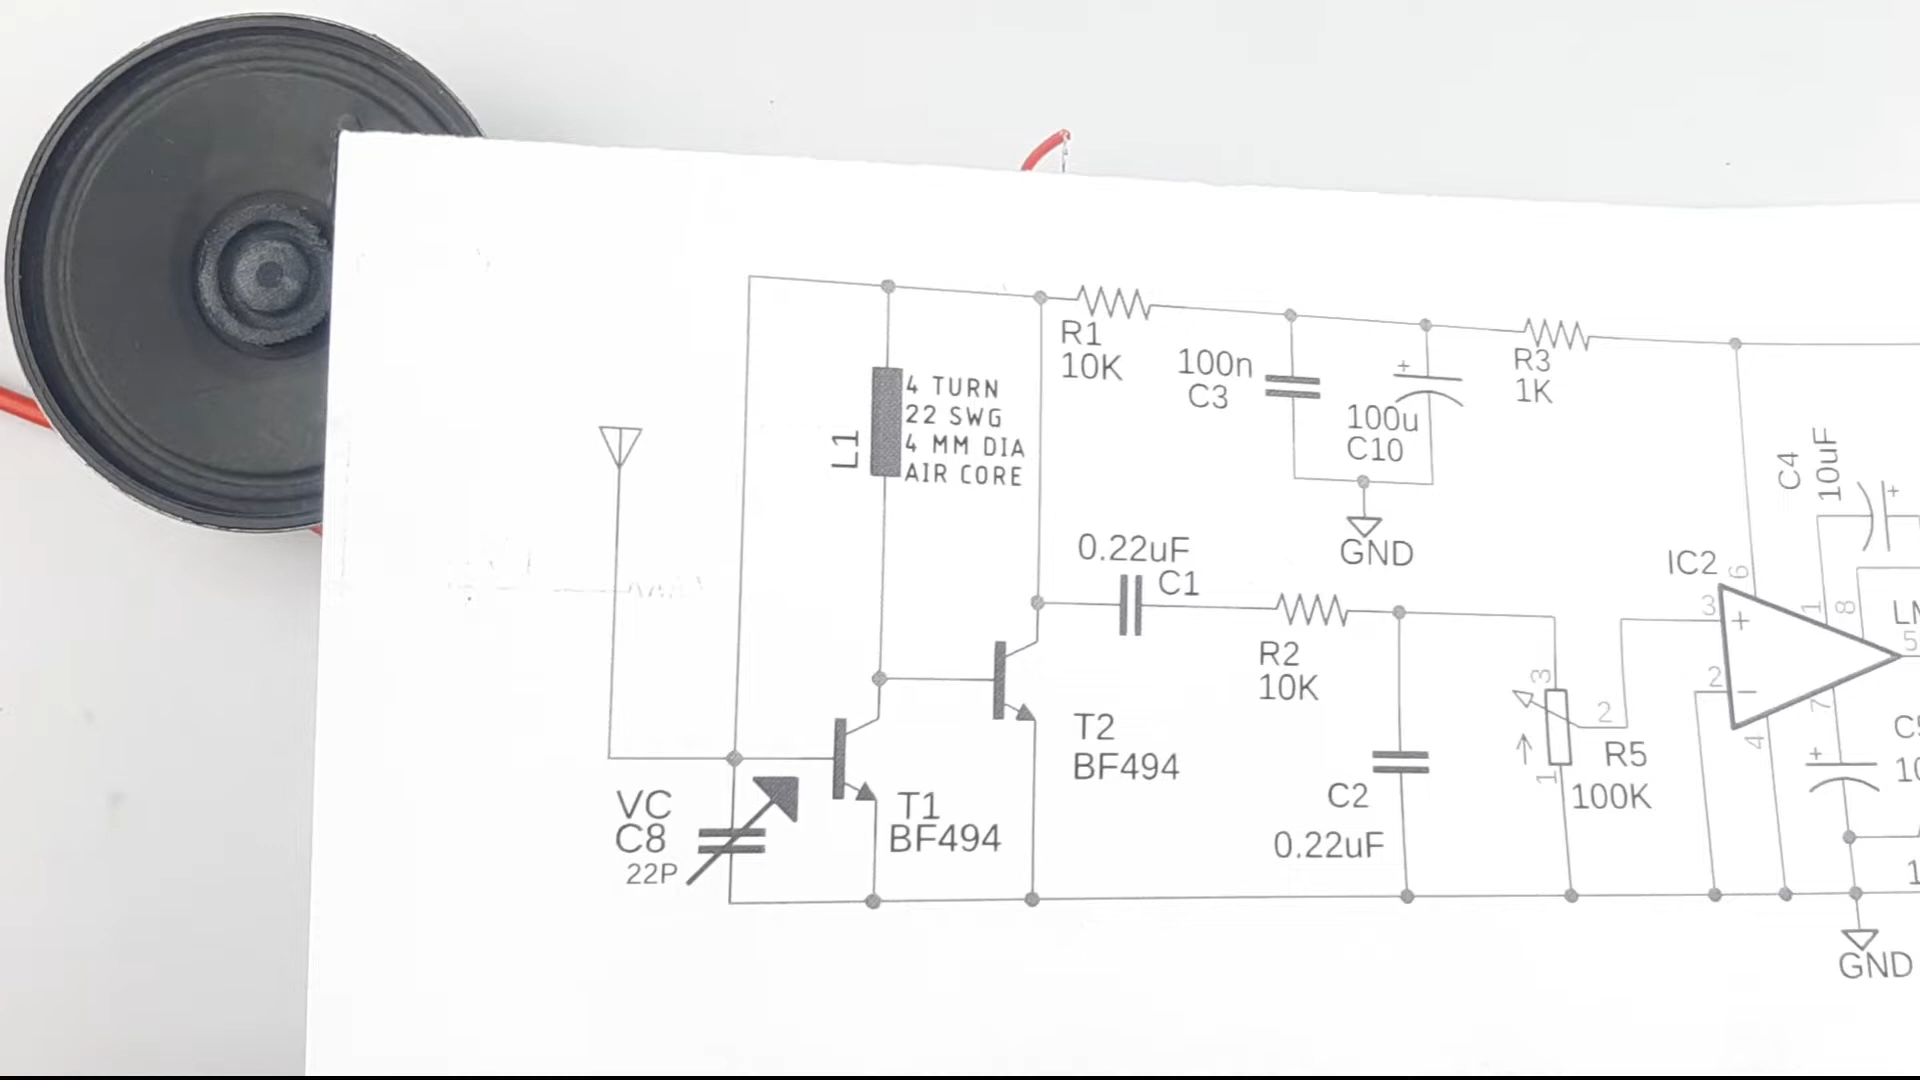 R1
10K
100n
C3
+
100u
C10
R3
1K
GND
L1
4 TURN
22 SWG
4 MM DIA
AIR CORE
0.22uF
C1
R2
10K
C2
0.22uF
VC
C8
22P
T1
BF494
T2
BF494
3
2
1
R5
100K
IC2
6
3
+
2
−
1
8
7
4
5
C4
10uF
+
+
GND